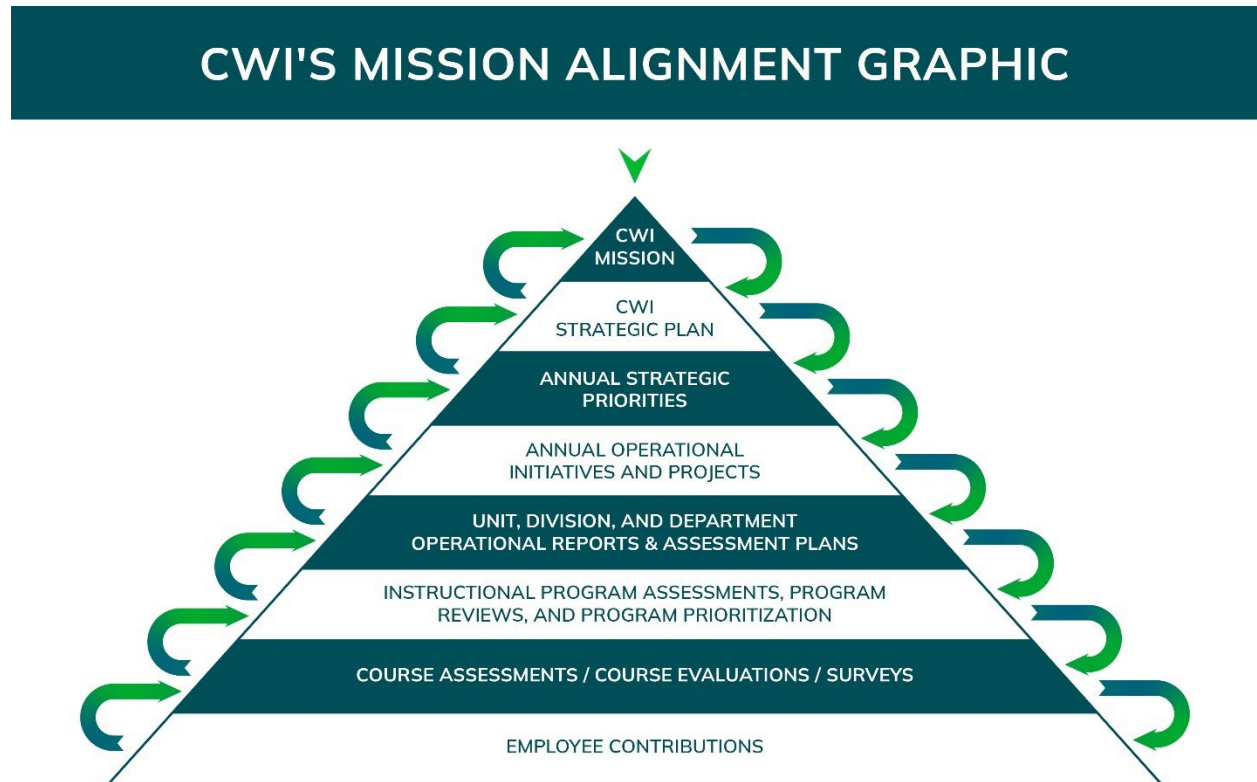 CWI'S MISSION ALIGNMENT GRAPHIC
CWI
MISSION
CWI
STRATEGIC PLAN
ANNUAL STRATEGIC
PRIORITIES
ANNUAL OPERATIONAL
INITIATIVES AND PROJECTS
UNIT, DIVISION, AND DEPARTMENT
OPERATIONAL REPORTS & ASSESSMENT PLANS
INSTRUCTIONAL PROGRAM ASSESSMENTS, PROGRAM
REVIEWS, AND PROGRAM PRIORITIZATION
COURSE ASSESSMENTS / COURSE EVALUATIONS / SURVEYS
EMPLOYEE CONTRIBUTIONS